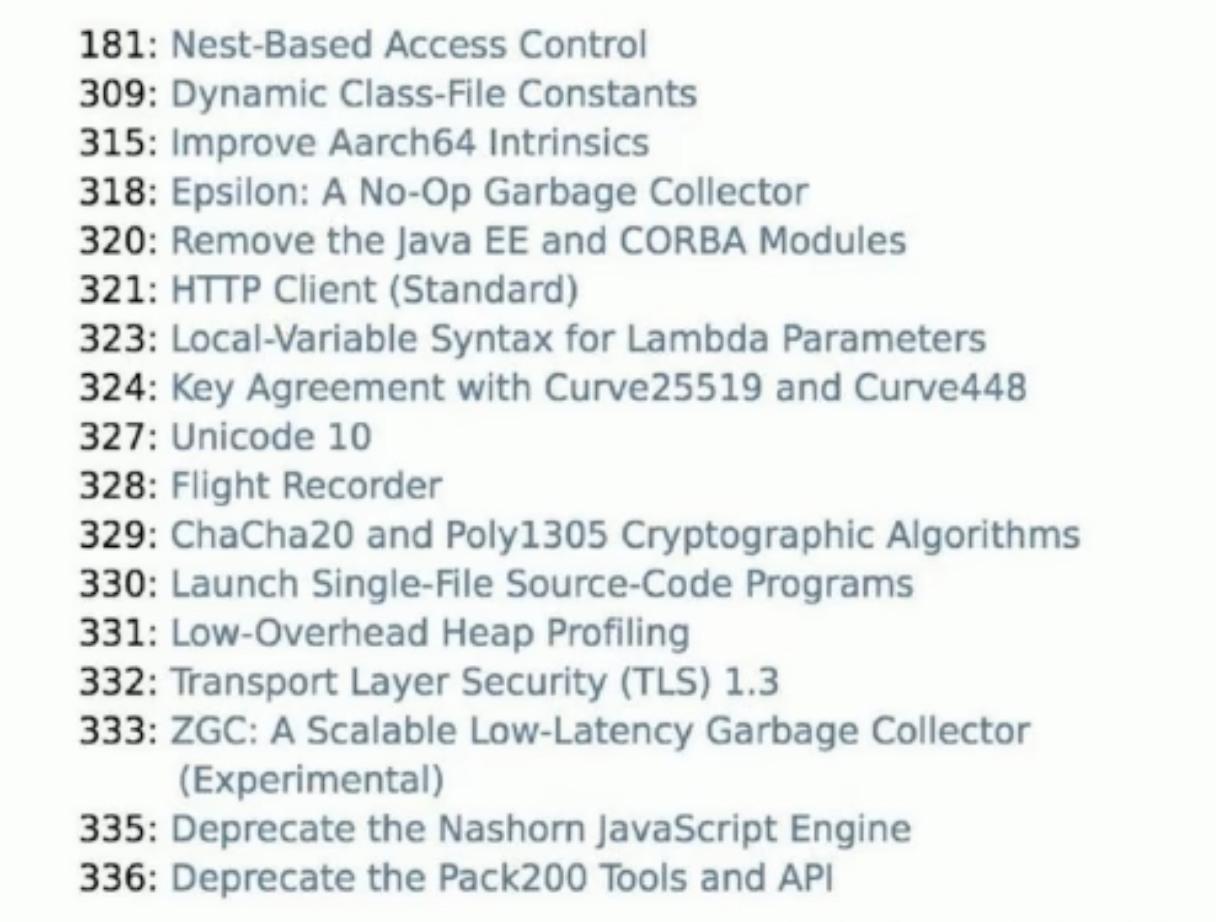 181: Nest-Based Access Control
309: Dynamic Class-File Constants
315: Improve Aarch64 Intrinsics
318: Epsilon: A No-Op Garbage Collector
320: Remove the Java EE and CORBA Modules
321: HTTP Client (Standard)
323: Local-Variable Syntax for Lambda Parameters
324: Key Agreement with Curve25519 and Curve448
327: Unicode 10
328: Flight Recorder
329: ChaCha20 and Poly1305 Cryptographic Algorithms
330: Launch Single-File Source-Code Programs
331: Low-Overhead Heap Profiling
332: Transport Layer Security (TLS) 1.3
333: ZGC: A Scalable Low-Latency Garbage Collector
(Experimental)
335: Deprecate the Nashorn JavaScript Engine
336: Deprecate the Pack200 Tools and API